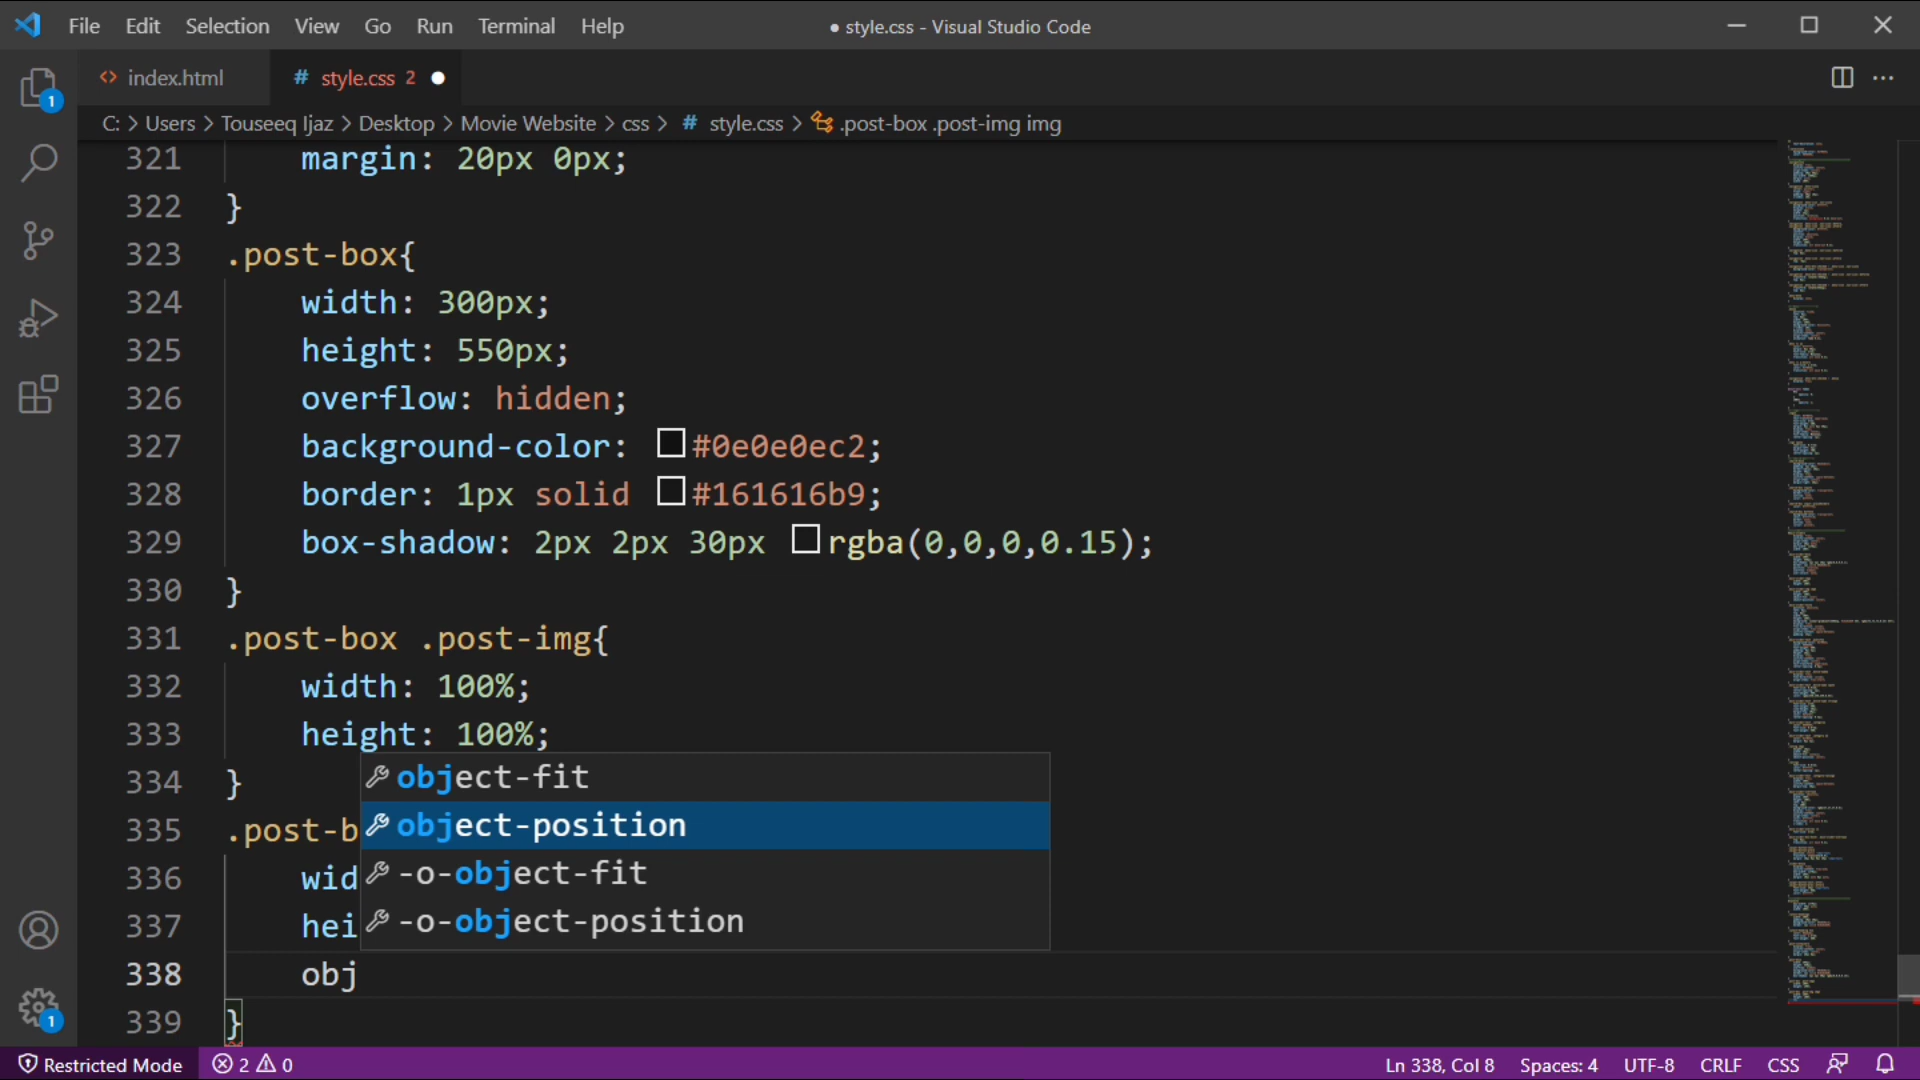 File Edit Selection View Go Run Terminal Help ● style.css - Visual Studio Code
index.html # style.css 2 ●
C: > Users > Touseeq Ijaz > Desktop > Movie Website > css > # style.css > .post-box .post-img img
321 margin: 20px 0px;
322 }
323 .post-box{
324 width: 300px;
325 height: 550px;
326 overflow: hidden;
327 background-color: #0e0e0ec2;
328 border: 1px solid #161616b9;
329 box-shadow: 2px 2px 30px rgba(0,0,0,0.15);
330 }
331 .post-box .post-img{
332 width: 100%;
333 height: 100%;
334 } object-fit
335 .post-b object-position
336 wid -o-object-fit
337 hei -o-object-position
338 obj
339 }
1
1
Restricted Mode 2 0 Ln 338, Col 8 Spaces: 4 UTF-8 CRLF CSS